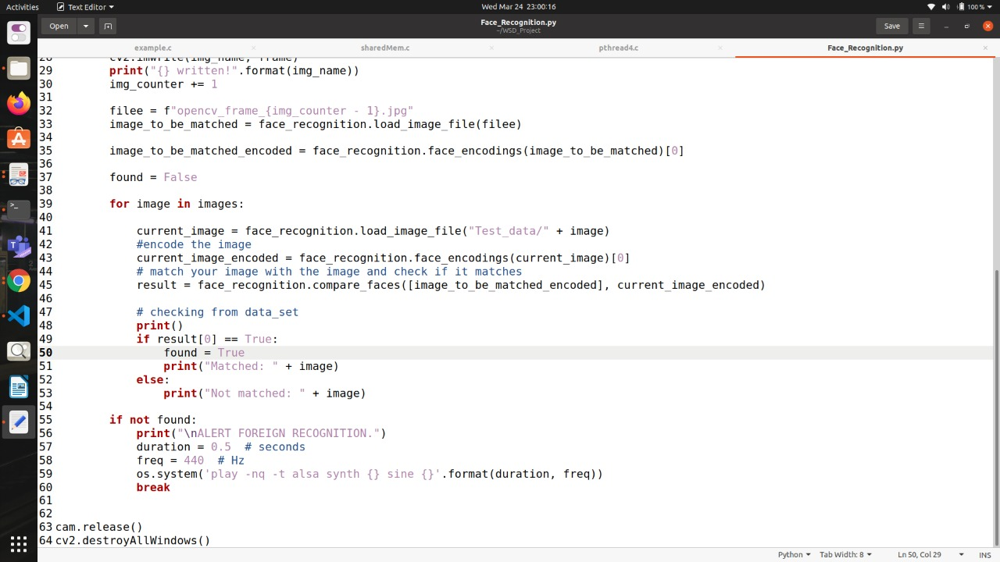 Activities Text Editor Wed Mar 24 23:00:16 100 %
Open Face_Recognition.py Save
~/WSD_Project
example.c sharedMem.c pthread4.c Face_Recognition.py
28 cv2.imwrite(img_name, frame)
29 print("{} written!".format(img_name))
30 img_counter += 1
31
32 filee = f"opencv_frame_{img_counter - 1}.jpg"
33 image_to_be_matched = face_recognition.load_image_file(filee)
34
35 image_to_be_matched_encoded = face_recognition.face_encodings(image_to_be_matched)[0]
36
37 found = False
38
39 for image in images:
40
41 current_image = face_recognition.load_image_file("Test_data/" + image)
42 #encode the image
43 current_image_encoded = face_recognition.face_encodings(current_image)[0]
44 # match your image with the image and check if it matches
45 result = face_recognition.compare_faces([image_to_be_matched_encoded], current_image_encoded)
46
47 # checking from data_set
48 print()
49 if result[0] == True:
50 found = True
51 print("Matched: " + image)
52 else:
53 print("Not matched: " + image)
54
55 if not found:
56 print("\nALERT FOREIGN RECOGNITION.")
57 duration = 0.5 # seconds
58 freq = 440 # Hz
59 os.system('play -nq -t alsa synth {} sine {}'.format(duration, freq))
60 break
61
62
63 cam.release()
64 cv2.destroyAllWindows()
Python Tab Width: 8 Ln 50, Col 29 INS